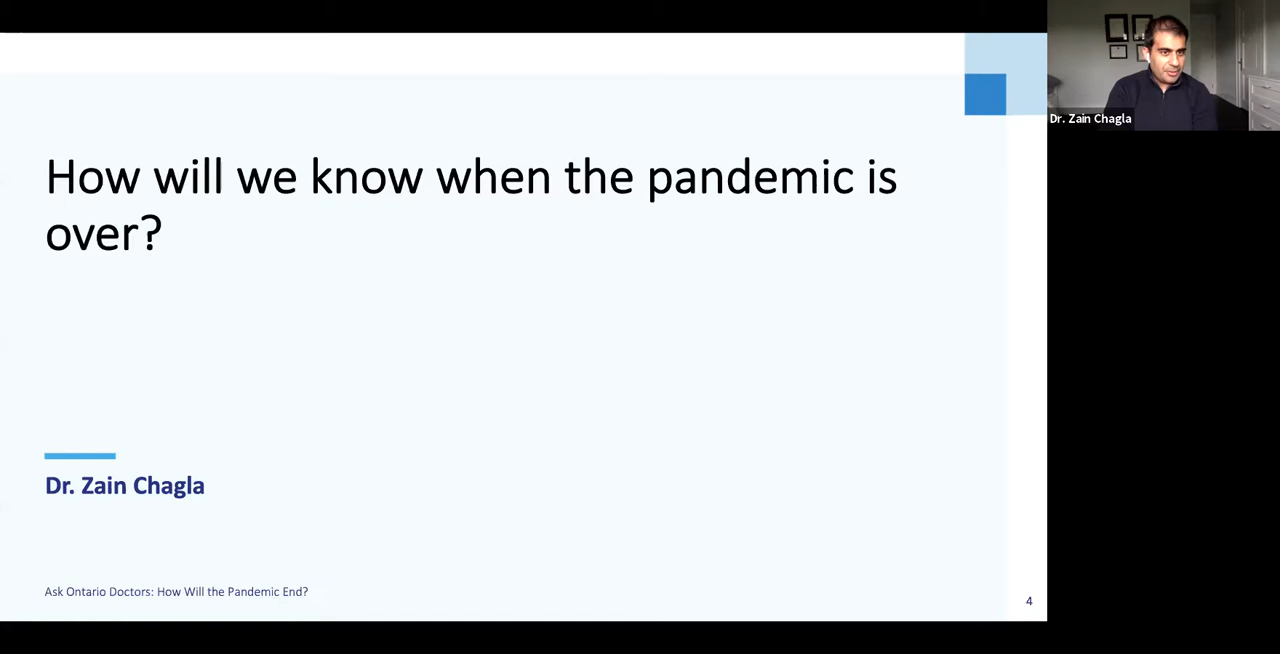 How will we know when the pandemic is
over?
Dr. Zain Chagla
Ask Ontario Doctors: How Will the Pandemic End?
4
Dr. Zain Chagla